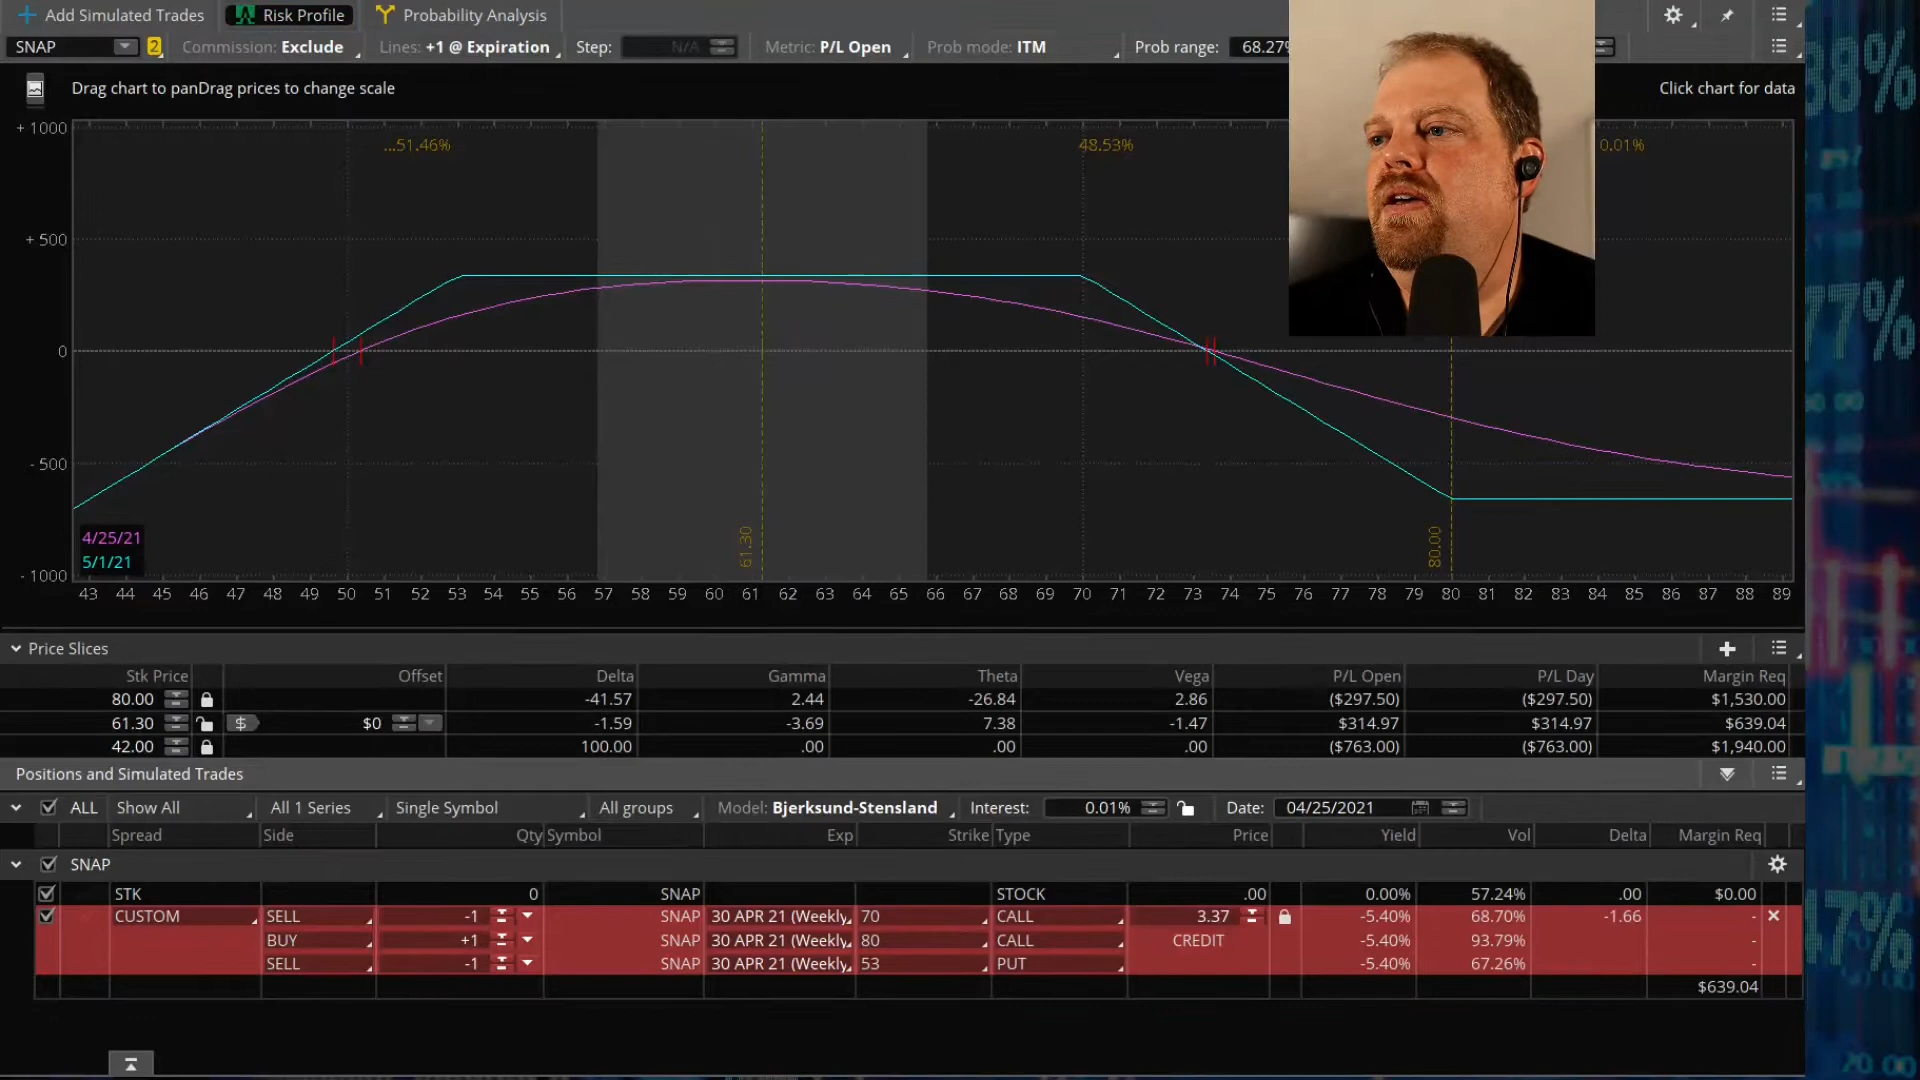 Add Simulated Trades Risk Profile Probability Analysis
SNAP 2 Commission: Exclude Lines: +1 @ Expiration Step: N/A Metric: P/L Open Prob mode: ITM Prob range: 68.27%
Drag chart to panDrag prices to change scale Click chart for data
+ 1000
...51.46% 48.53% 0.01%
+ 500
0
- 500
61.30 80.00
4/25/21
5/1/21
- 1000
43 44 45 46 47 48 49 50 51 52 53 54 55 56 57 58 59 60 61 62 63 64 65 66 67 68 69 70 71 72 73 74 75 76 77 78 79 80 81 82 83 84 85 86 87 88 89
Price Slices
Stk Price Offset Delta Gamma Theta Vega P/L Open P/L Day Margin Req
80.00 -41.57 2.44 -26.84 2.86 ($297.50) ($297.50) $1,530.00
61.30 $ $0 -1.59 -3.69 7.38 -1.47 $314.97 $314.97 $639.04
42.00 100.00 .00 .00 .00 ($763.00) ($763.00) $1,940.00
Positions and Simulated Trades
ALL Show All All 1 Series Single Symbol All groups Model: Bjerksund-Stensland Interest: 0.01% Date: 04/25/2021
Spread Side Qty Symbol Exp Strike Type Price Yield Vol Delta Margin Req
SNAP
STK 0 SNAP STOCK .00 0.00% 57.24% .00 $0.00
CUSTOM SELL -1 SNAP 30 APR 21 (Weekly 70 CALL 3.37 -5.40% 68.70% -1.66 -
BUY +1 SNAP 30 APR 21 (Weekly 80 CALL CREDIT -5.40% 93.79% -
SELL -1 SNAP 30 APR 21 (Weekly 53 PUT -5.40% 67.26% -
$639.04